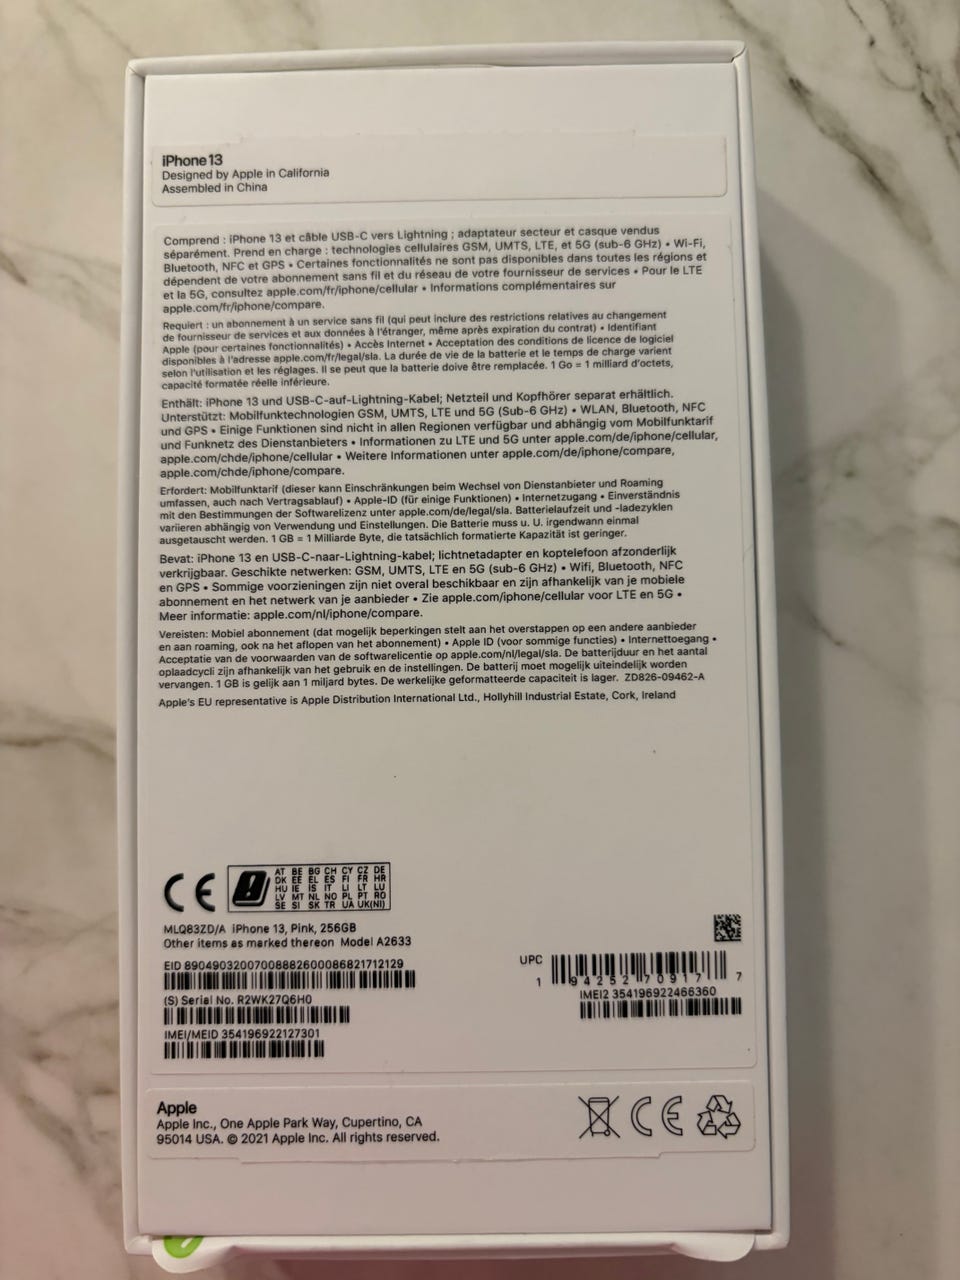 iPhone 13
Designed by Apple in California
Assembled in China
Comprend : iPhone 13 et câble USB-C vers Lightning ; adaptateur secteur et casque vendus
séparément. Prend en charge : technologies cellulaires GSM, UMTS, LTE, et 5G (sub-6 GHz) • Wi-Fi,
Bluetooth, NFC et GPS • Certaines fonctionnalités ne sont pas disponibles dans toutes les régions et
dépendent de votre abonnement sans fil et du réseau de votre fournisseur de services • Pour le LTE
et la 5G, consultez apple.com/fr/iphone/cellular • Informations complémentaires sur
apple.com/fr/iphone/compare.
Requiert : un abonnement à un service sans fil (qui peut inclure des restrictions relatives au changement
de fournisseur de services et aux données à l'étranger, même après expiration du contrat) • Identifiant
Apple (pour certaines fonctionnalités) • Accès Internet • Acceptation des conditions de licence de logiciel
disponibles à l'adresse apple.com/fr/legal/sla. La durée de vie de la batterie et le temps de charge varient
selon l'utilisation et les réglages. Il se peut que la batterie doive être remplacée. 1 Go = 1 milliard d'octets,
capacité formatée réelle inférieure.
Enthält: iPhone 13 und USB-C-auf-Lightning-Kabel; Netzteil und Kopfhörer separat erhältlich.
Unterstützt: Mobilfunktechnologien GSM, UMTS, LTE und 5G (Sub-6 GHz) • WLAN, Bluetooth, NFC
und GPS • Einige Funktionen sind nicht in allen Regionen verfügbar und abhängig vom Mobilfunktarif
und Funknetz des Dienstanbieters • Informationen zu LTE und 5G unter apple.com/de/iphone/cellular,
apple.com/chde/iphone/cellular • Weitere Informationen unter apple.com/de/iphone/compare,
apple.com/chde/iphone/compare.
Erfordert: Mobilfunktarif (dieser kann Einschränkungen beim Wechsel von Dienstanbieter und Roaming
umfassen, auch nach Vertragsablauf) • Apple-ID (für einige Funktionen) • Internetzugang • Einverständnis
mit den Bestimmungen der Softwarelizenz unter apple.com/de/legal/sla. Batterielaufzeit und -ladezyklen
variieren abhängig von Verwendung und Einstellungen. Die Batterie muss u. U. irgendwann einmal
ausgetauscht werden. 1 GB = 1 Milliarde Byte, die tatsächlich formatierte Kapazität ist geringer.
Bevat: iPhone 13 en USB-C-naar-Lightning-kabel; lichtnetadapter en koptelefoon afzonderlijk
verkrijgbaar. Geschikte netwerken: GSM, UMTS, LTE en 5G (sub-6 GHz) • Wifi, Bluetooth, NFC
en GPS • Sommige voorzieningen zijn niet overal beschikbaar en zijn afhankelijk van je mobiele
abonnement en het netwerk van je aanbieder • Zie apple.com/iphone/cellular voor LTE en 5G •
Meer informatie: apple.com/nl/iphone/compare.
Vereisten: Mobiel abonnement (dat mogelijk beperkingen stelt aan het overstappen op een andere aanbieder
en aan roaming, ook na het aflopen van het abonnement) • Apple ID (voor sommige functies) • Internettoegang •
Acceptatie van de voorwaarden van de softwarelicentie op apple.com/nl/legal/sla. De batterijduur en het aantal
oplaadcycli zijn afhankelijk van het gebruik en de instellingen. De batterij moet mogelijk uiteindelijk worden
vervangen. 1 GB is gelijk aan 1 miljard bytes. De werkelijke geformatteerde capaciteit is lager. ZD826-09462-A
Apple's EU representative is Apple Distribution International Ltd., Hollyhill Industrial Estate, Cork, Ireland
CE
AT BE BG CH CY CZ DE
DK EE EL ES FI FR HR
HU IE IS IT LI LT LU
LV MT NL NO PL PT RO
SE SI SK TR UA UK(NI)
MLQ83ZD/A iPhone 13, Pink, 256GB
Other items as marked thereon Model A2633
EID 89049032007008882600086821712129
(S) Serial No. R2WK27Q6H0
IMEI/MEID 354196922127301
UPC
1 94252 70917 7
IMEI2 354196922466360
Apple
Apple Inc., One Apple Park Way, Cupertino, CA
95014 USA. © 2021 Apple Inc. All rights reserved.
CE